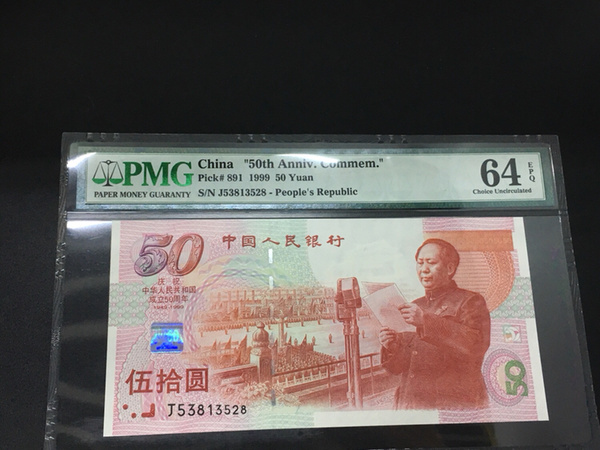 PMG
PAPER MONEY GUARANTY
China "50th Anniv. Commem."
Pick# 891 1999 50 Yuan
S/N J53813528 - People's Republic
64 EPQ
Choice Uncirculated
50
中国人民银行
庆祝
中华人民共和国
成立50周年
1949-1999
伍拾圆
J53813528
50